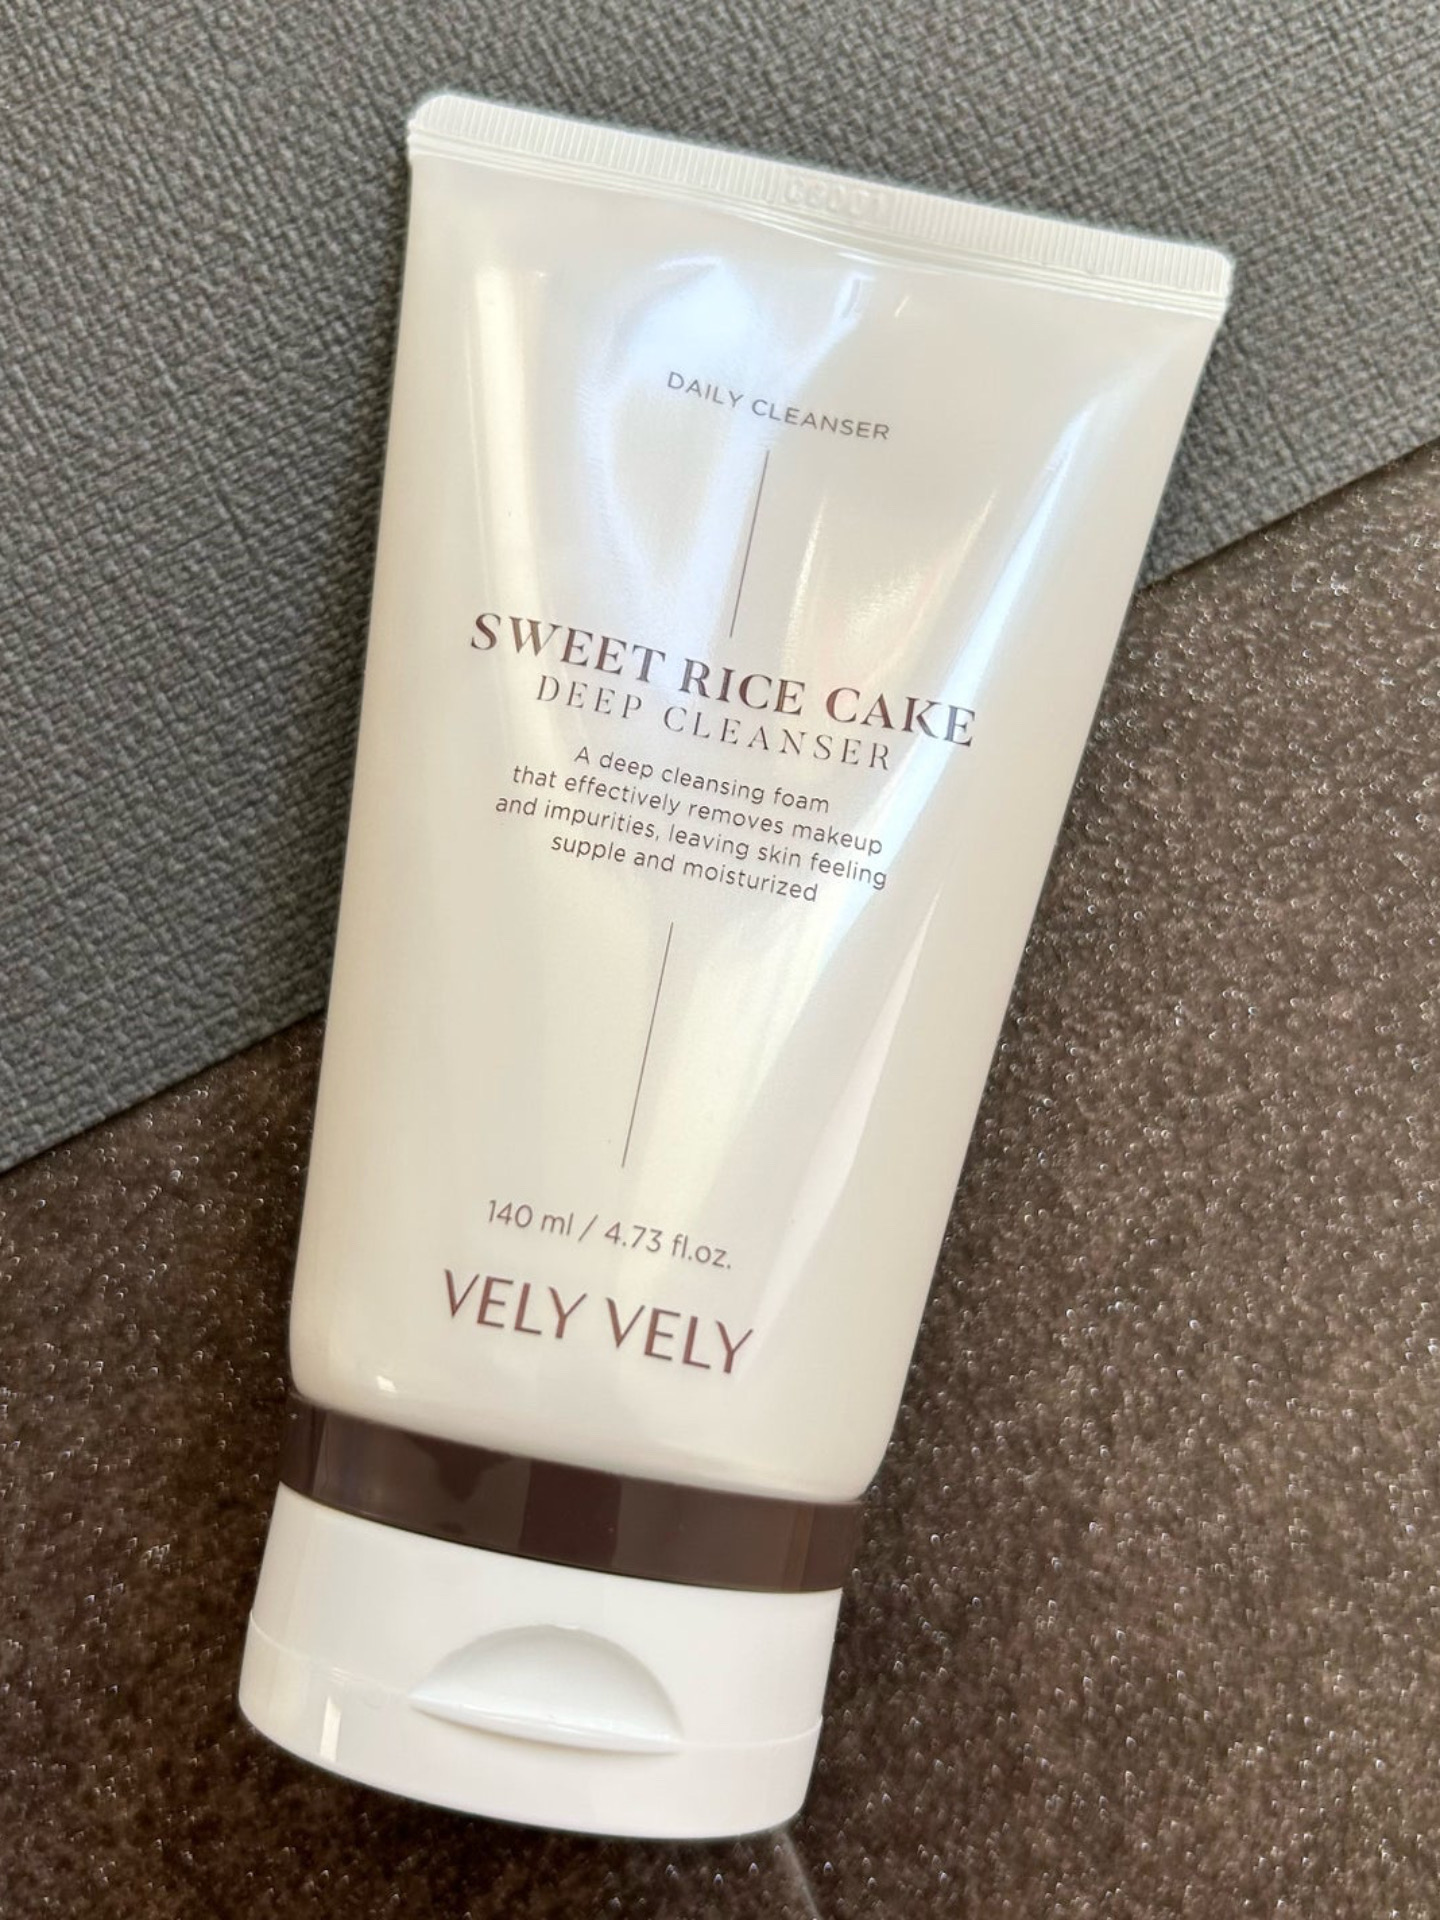 DAILY CLEANSER
SWEET RICE CAKE
DEEP CLEANSER
A deep cleansing foam
that effectively removes makeup
and impurities, leaving skin feeling
supple and moisturized
140 ml / 4.73 fl.oz.
VELY VELY